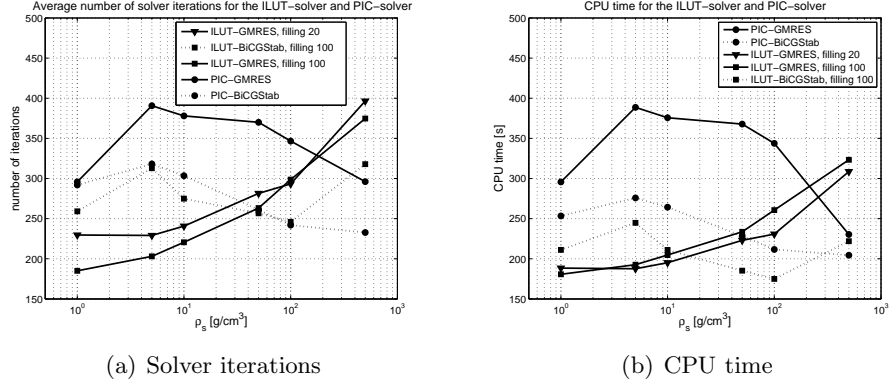 Average number of solver iterations for the ILUT−solver and PIC−solver
500
450
400
350
300
250
200
150
number of iterations
ILUT−GMRES, filling 20
ILUT−BiCGStab, filling 100
ILUT−GMRES, filling 100
PIC−GMRES
PIC−BiCGStab
10^0
10^1
10^2
10^3
ρ_s [g/cm^3]
(a) Solver iterations
CPU time for the ILUT−solver and PIC−solver
500
450
400
350
300
250
200
150
CPU time [s]
PIC−GMRES
PIC−BiCGStab
ILUT−GMRES, filling 20
ILUT−GMRES, filling 100
ILUT−BiCGStab, filling 100
10^0
10^1
10^2
10^3
ρ_s [g/cm^3]
(b) CPU time